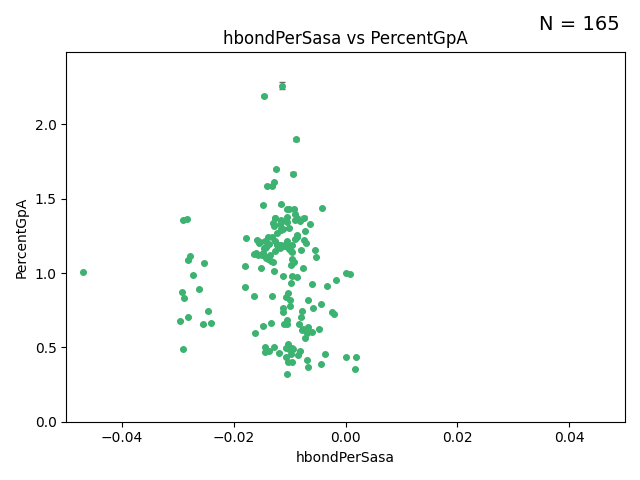 N = 165
hbondPerSasa vs PercentGpA
PercentGpA
2.0
1.5
1.0
0.5
0.0
−0.04 −0.02 0.00 0.02 0.04
hbondPerSasa